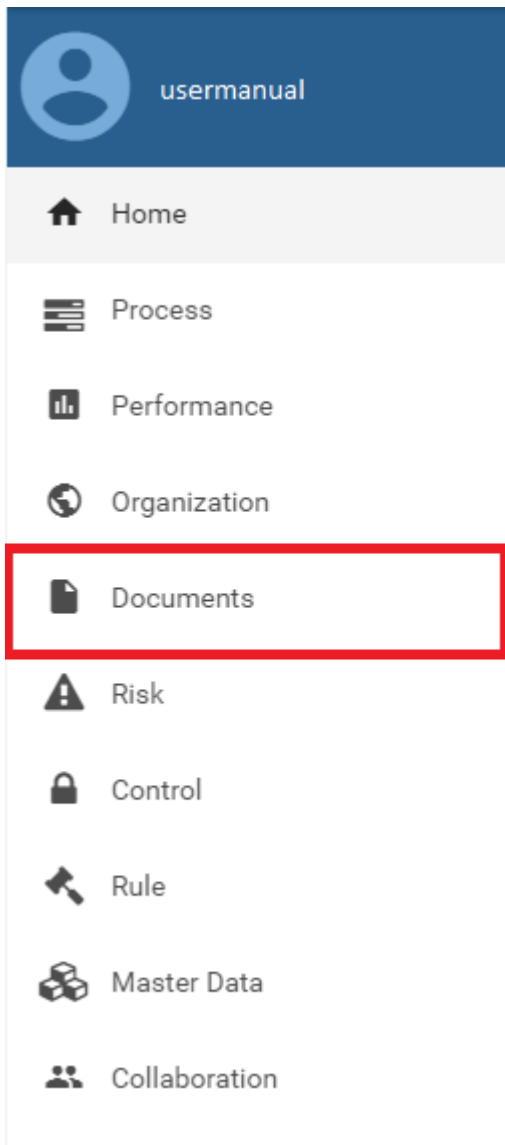 usermanual
Home
Process
Performance
Organization
Documents
Risk
Control
Rule
Master Data
Collaboration